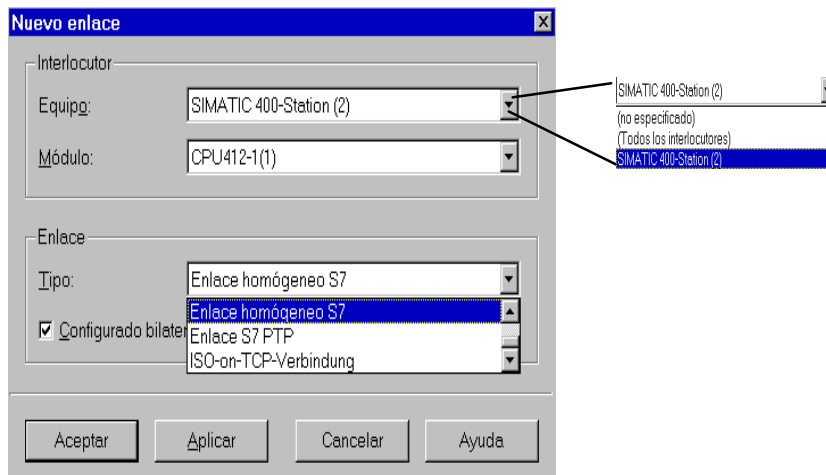 Nuevo enlace
Interlocutor
Equipo: SIMATIC 400-Station (2)
Módulo: CPU412-1(1)
SIMATIC 400-Station (2)
(no especificado)
(Todos los interlocutores)
SIMATIC 400-Station (2)
Enlace
Tipo: Enlace homógeneo S7
Enlace homógeneo S7
Configurado bilater
Enlace S7 PTP
ISO-on-TCP-Verbindung
Aceptar Aplicar Cancelar Ayuda